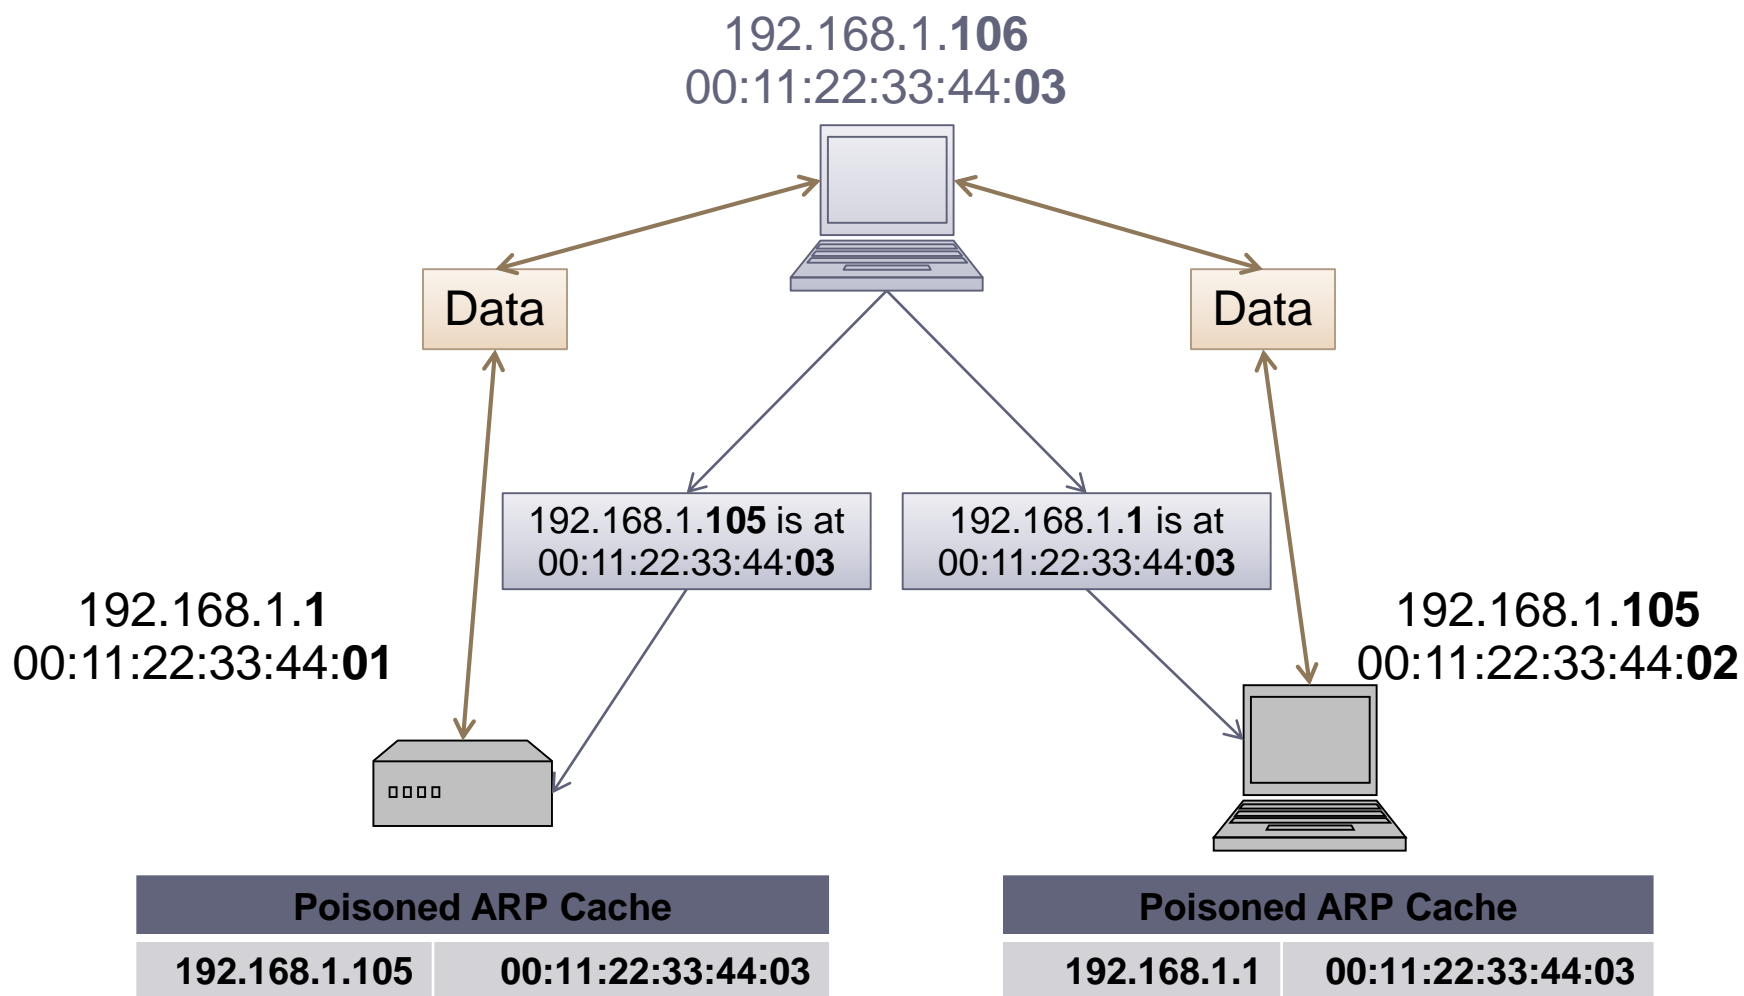 192.168.1.106
00:11:22:33:44:03
Data
Data
192.168.1.105 is at
00:11:22:33:44:03
192.168.1.1 is at
00:11:22:33:44:03
192.168.1.1
00:11:22:33:44:01
192.168.1.105
00:11:22:33:44:02
Poisoned ARP Cache
192.168.1.105 00:11:22:33:44:03
Poisoned ARP Cache
192.168.1.1 00:11:22:33:44:03